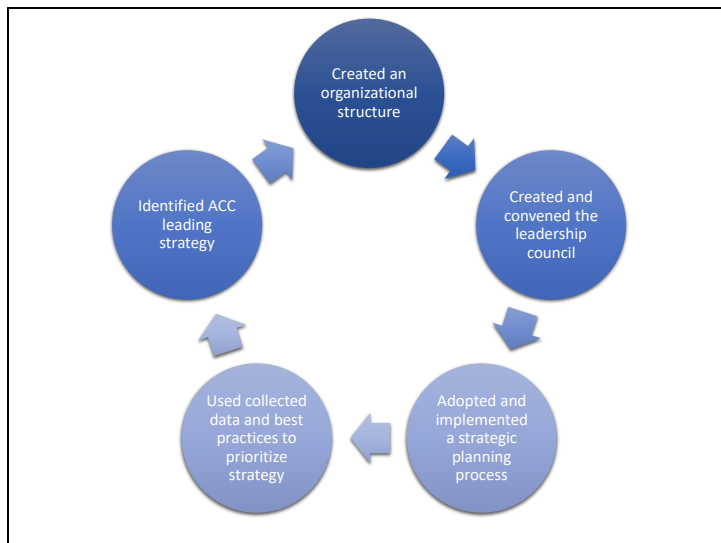 Created an
organizational
structure
Created and
convened the
leadership
council
Adopted and
implemented
a strategic
planning
process
Used collected
data and best
practices to
prioritize
strategy
Identified ACC
leading
strategy